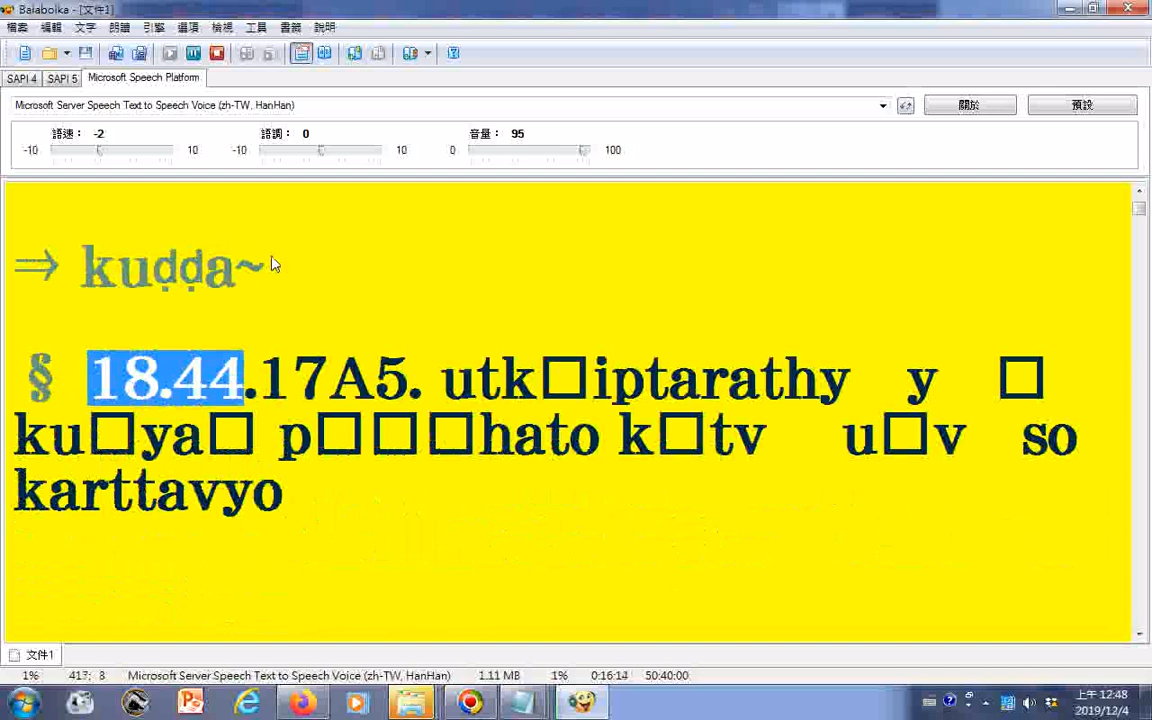 Balabolka - [文件1]
檔案 編輯 文字 朗讀 引擎 選項 檢視 工具 書籤 說明
SAPI 4 SAPI 5 Microsoft Speech Platform
Microsoft Server Speech Text to Speech Voice (zh-TW, HanHan) 關於 預設
語速： -2 語調： 0 音量： 95
-10 10 -10 10 0 100
⇒ kuḍḍa~
§ 18.44.17A5. utk□iptarathy y □
ku□ya□ p□□□hato k□tv u□v so
karttavyo
文件1
1% 417: 8 Microsoft Server Speech Text to Speech Voice (zh-TW, HanHan) 1.11 MB 1% 0:16:14 50:40:00
上午 12:48
2019/12/4